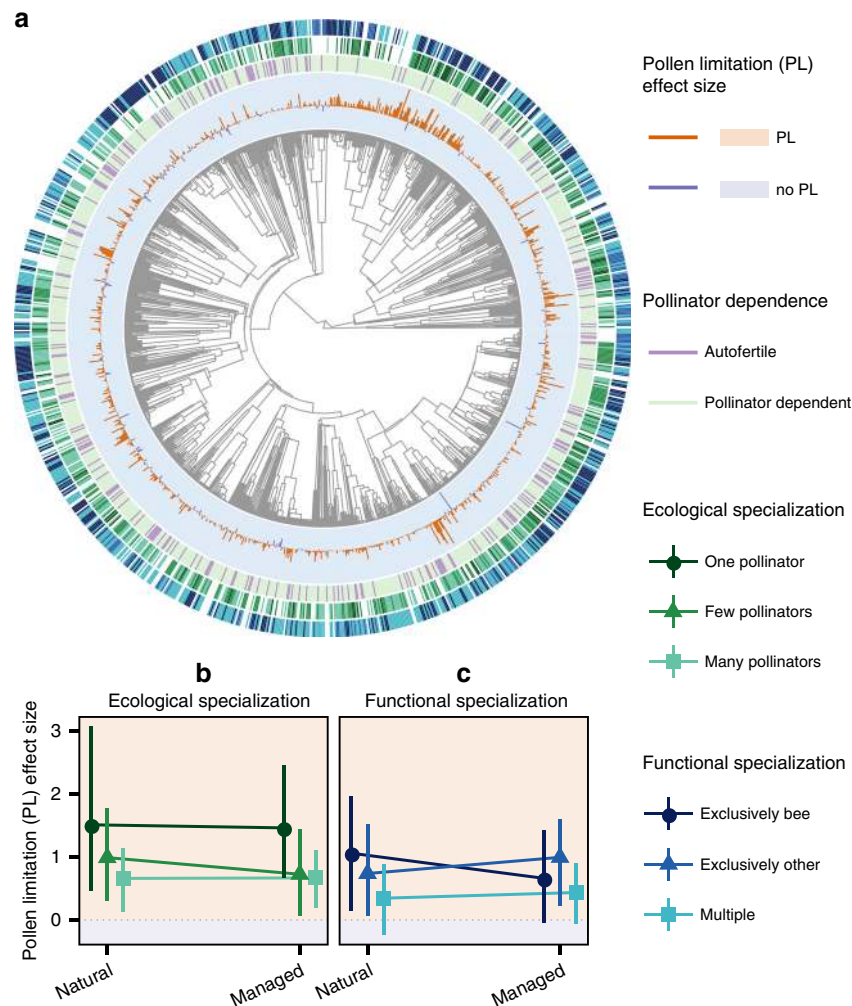 a
Pollen limitation (PL)
effect size
PL
no PL
Pollinator dependence
Autofertile
Pollinator dependent
Ecological specialization
One pollinator
Few pollinators
Many pollinators
Functional specialization
Exclusively bee
Exclusively other
Multiple
b
Ecological specialization
c
Functional specialization
Pollen limitation (PL) effect size
3
2
1
0
Natural
Managed
Natural
Managed